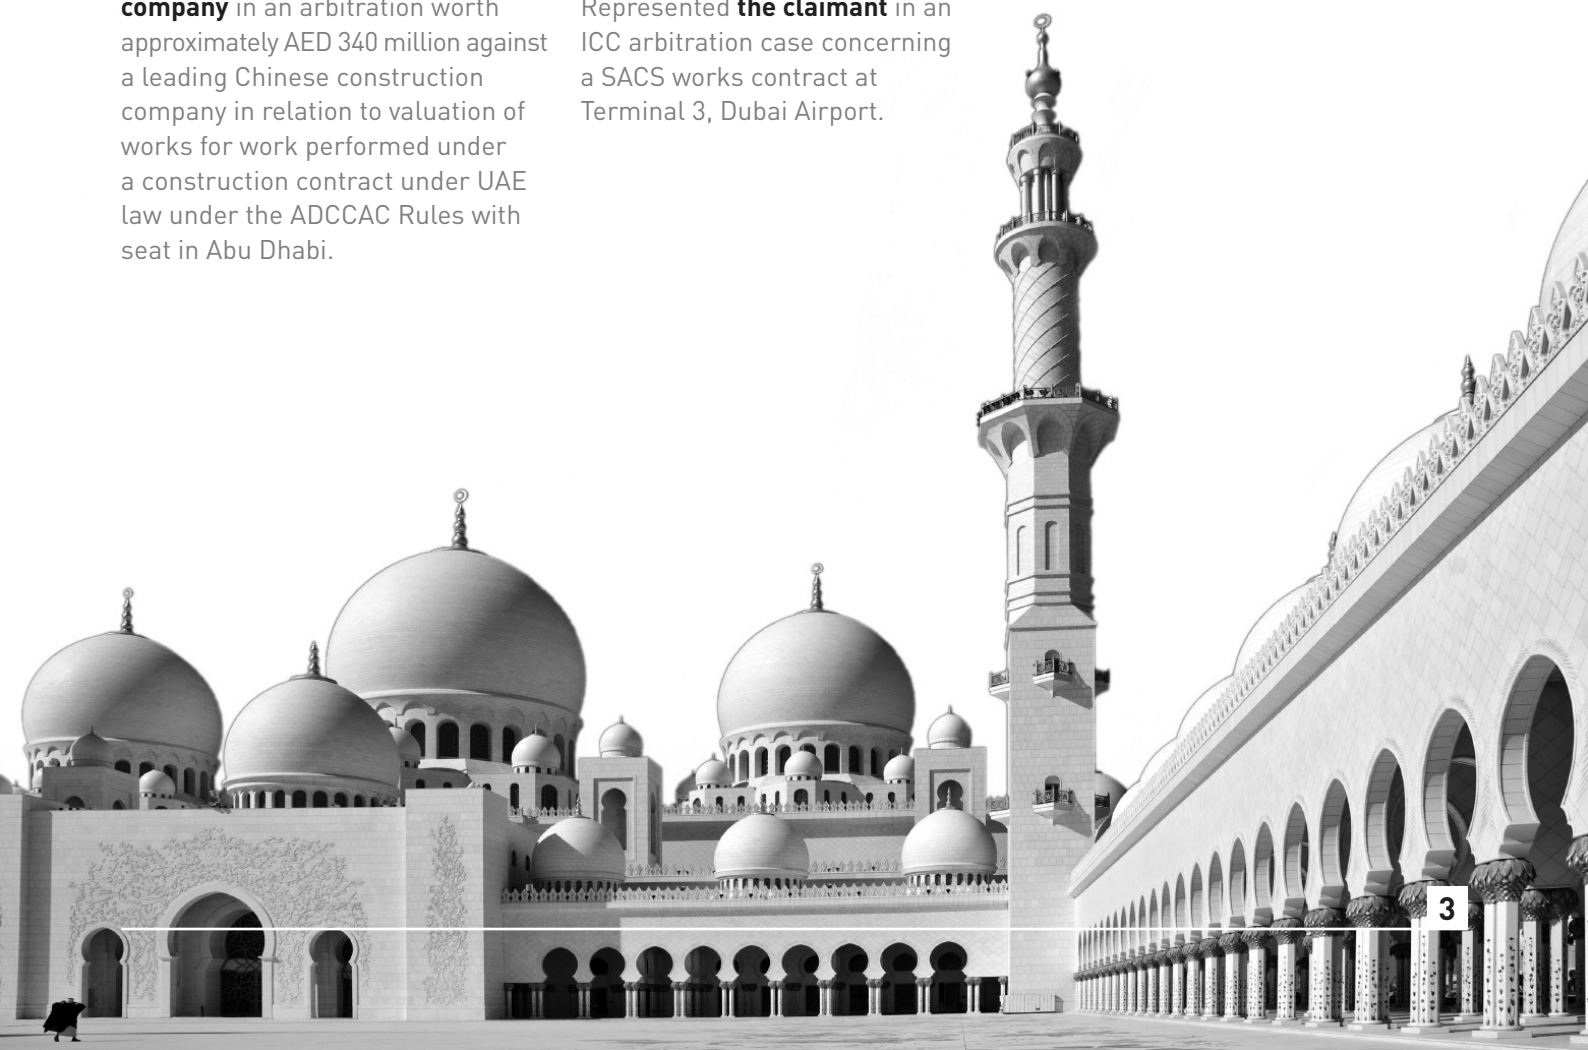 company in an arbitration worth
approximately AED 340 million against
a leading Chinese construction
company in relation to valuation of
works for work performed under
a construction contract under UAE
law under the ADCCAC Rules with
seat in Abu Dhabi.
Represented the claimant in an
ICC arbitration case concerning
a SACS works contract at
Terminal 3, Dubai Airport.
3